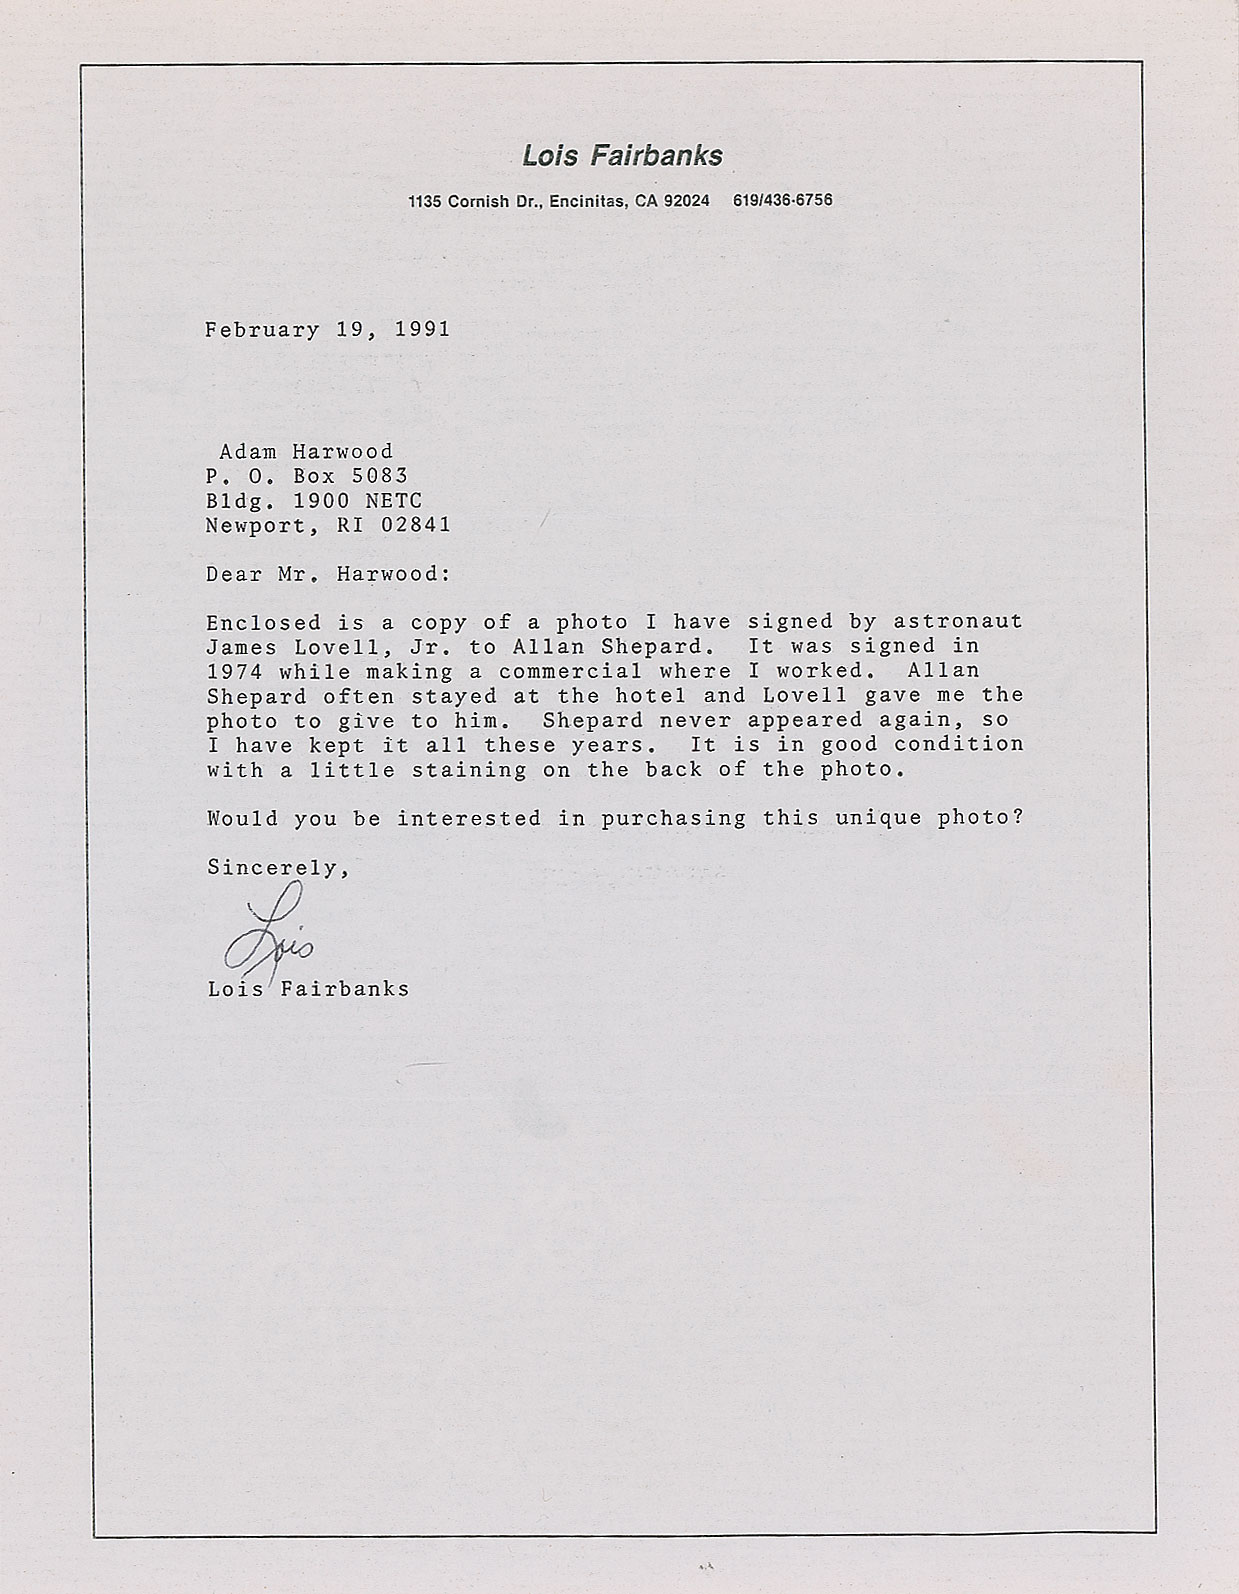 Lois Fairbanks
1135 Cornish Dr., Encinitas, CA 92024 619/436-6756
February 19, 1991
Adam Harwood
P. O. Box 5083
Bldg. 1900 NETC
Newport, RI 02841
Dear Mr. Harwood:
Enclosed is a copy of a photo I have signed by astronaut
James Lovell, Jr. to Allan Shepard. It was signed in
1974 while making a commercial where I worked. Allan
Shepard often stayed at the hotel and Lovell gave me the
photo to give to him. Shepard never appeared again, so
I have kept it all these years. It is in good condition
with a little staining on the back of the photo.
Would you be interested in purchasing this unique photo?
Sincerely,
Lois
Lois Fairbanks